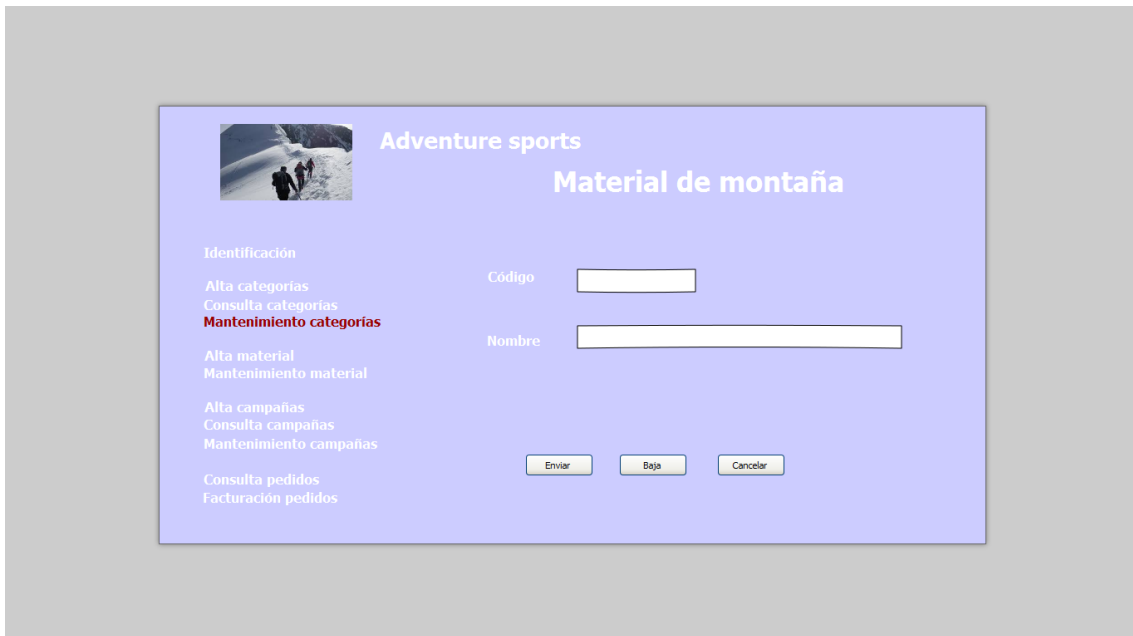 Adventure sports
Material de montaña
Identificación
Alta categorías
Consulta categorías
Mantenimiento categorías
Alta material
Mantenimiento material
Alta campañas
Consulta campañas
Mantenimiento campañas
Consulta pedidos
Facturación pedidos
Código
Nombre
Enviar
Baja
Cancelar